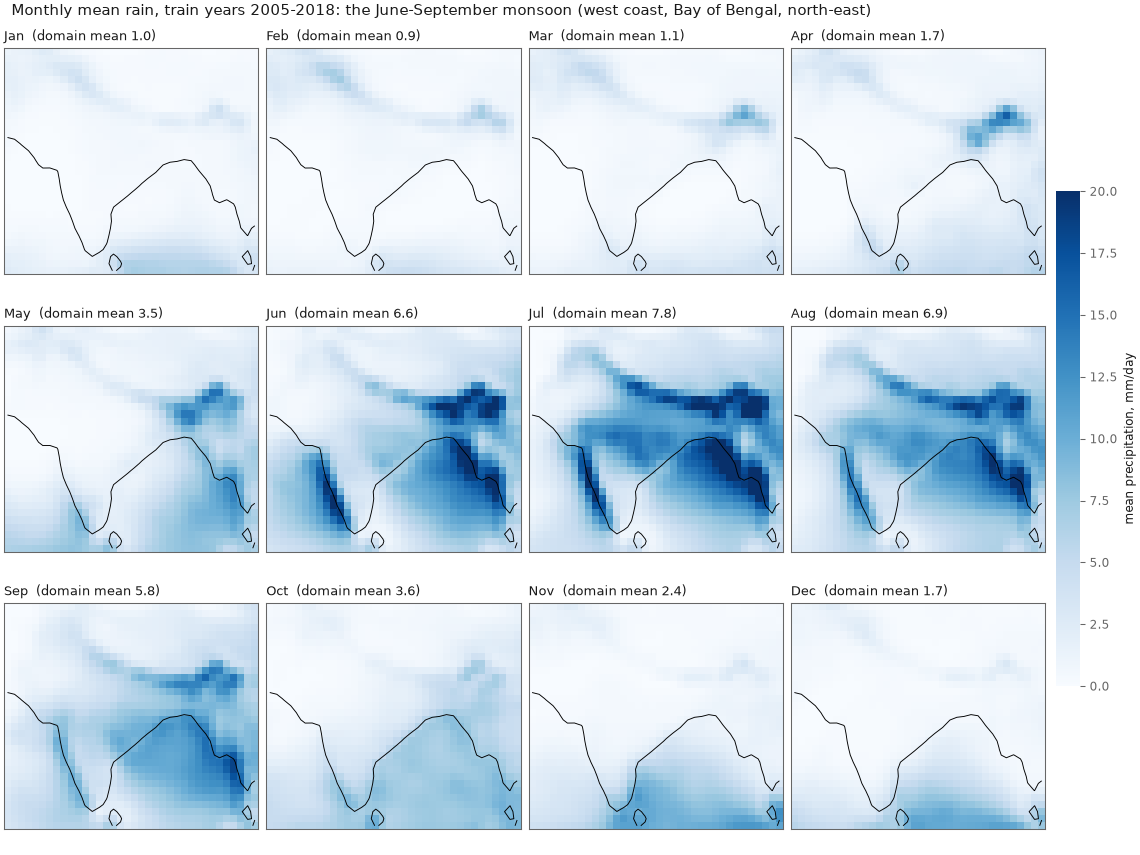 Monthly mean rain, train years 2005-2018: the June-September monsoon (west coast, Bay of Bengal, north-east)
Jan (domain mean 1.0)
Feb (domain mean 0.9)
Mar (domain mean 1.1)
Apr (domain mean 1.7)
May (domain mean 3.5)
Jun (domain mean 6.6)
Jul (domain mean 7.8)
Aug (domain mean 6.9)
Sep (domain mean 5.8)
Oct (domain mean 3.6)
Nov (domain mean 2.4)
Dec (domain mean 1.7)
20.0
17.5
15.0
12.5
10.0
7.5
5.0
2.5
0.0
mean precipitation, mm/day